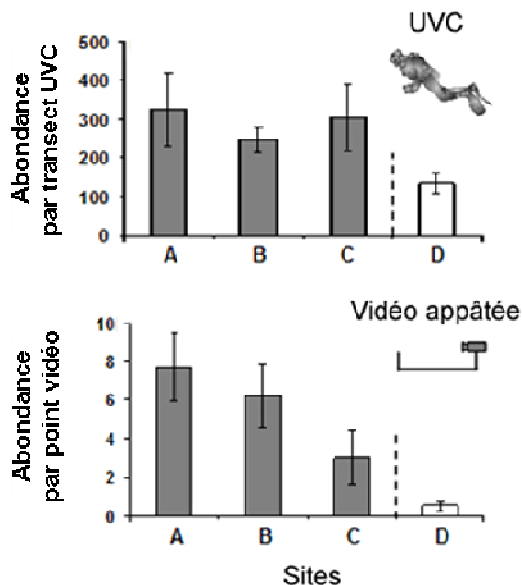 UVC
Abondance
par transect UVC
500
400
300
200
100
0
A B C D
Vidéo appâtée
Abondance
par point vidéo
10
8
6
4
2
0
A B C D
Sites